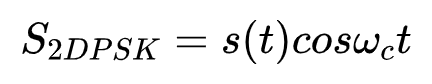 S_{2DPSK} = s(t)cosω_ct